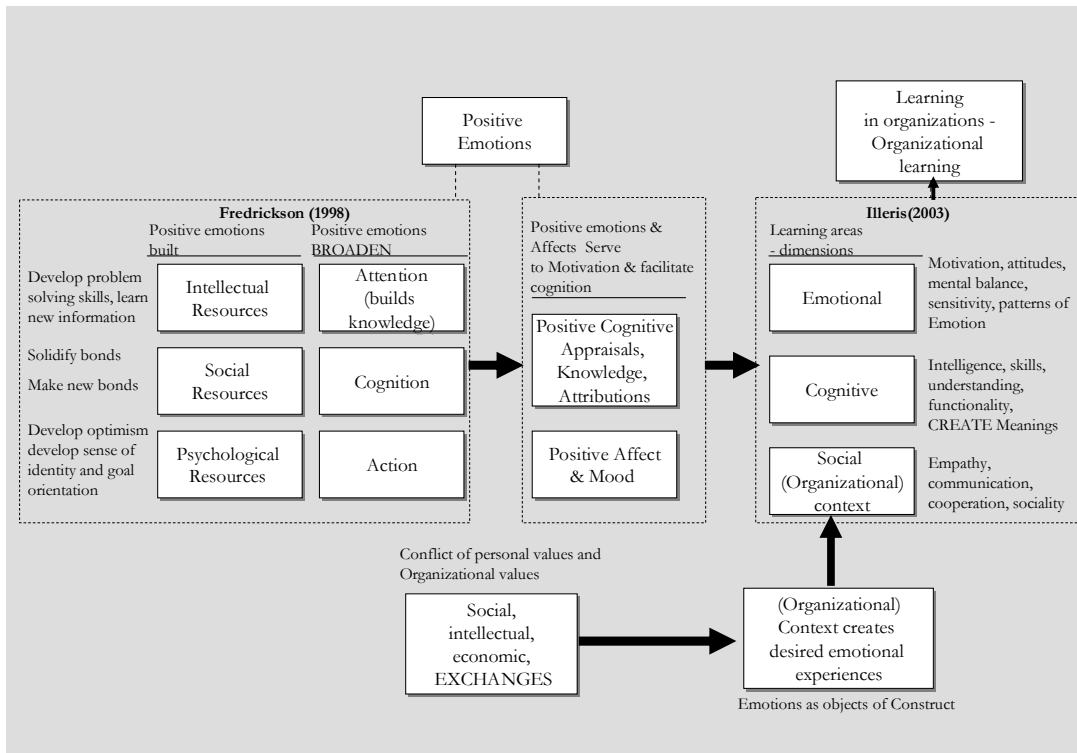 Positive
Emotions
Learning
in organizations -
Organizational
learning
Fredrickson (1998)
Positive emotions
built
Positive emotions
BROADEN
Develop problem
solving skills, learn
new information
Intellectual
Resources
Attention
(builds
knowledge)
Solidify bonds
Make new bonds
Social
Resources
Cognition
Develop optimism
develop sense of
identity and goal
orientation
Psychological
Resources
Action
Positive emotions &
Affects Serve
to Motivation & facilitate
cognition
Positive Cognitive
Appraisals,
Knowledge,
Attributions
Positive Affect
& Mood
Illeris(2003)
Learning areas
- dimensions
Emotional
Motivation, attitudes,
mental balance,
sensitivity, patterns of
Emotion
Cognitive
Intelligence, skills,
understanding,
functionality,
CREATE Meanings
Social
(Organizational)
context
Empathy,
communication,
cooperation, sociality
Conflict of personal values and
Organizational values
Social,
intellectual,
economic,
EXCHANGES
(Organizational)
Context creates
desired emotional
experiences
Emotions as objects of Construct